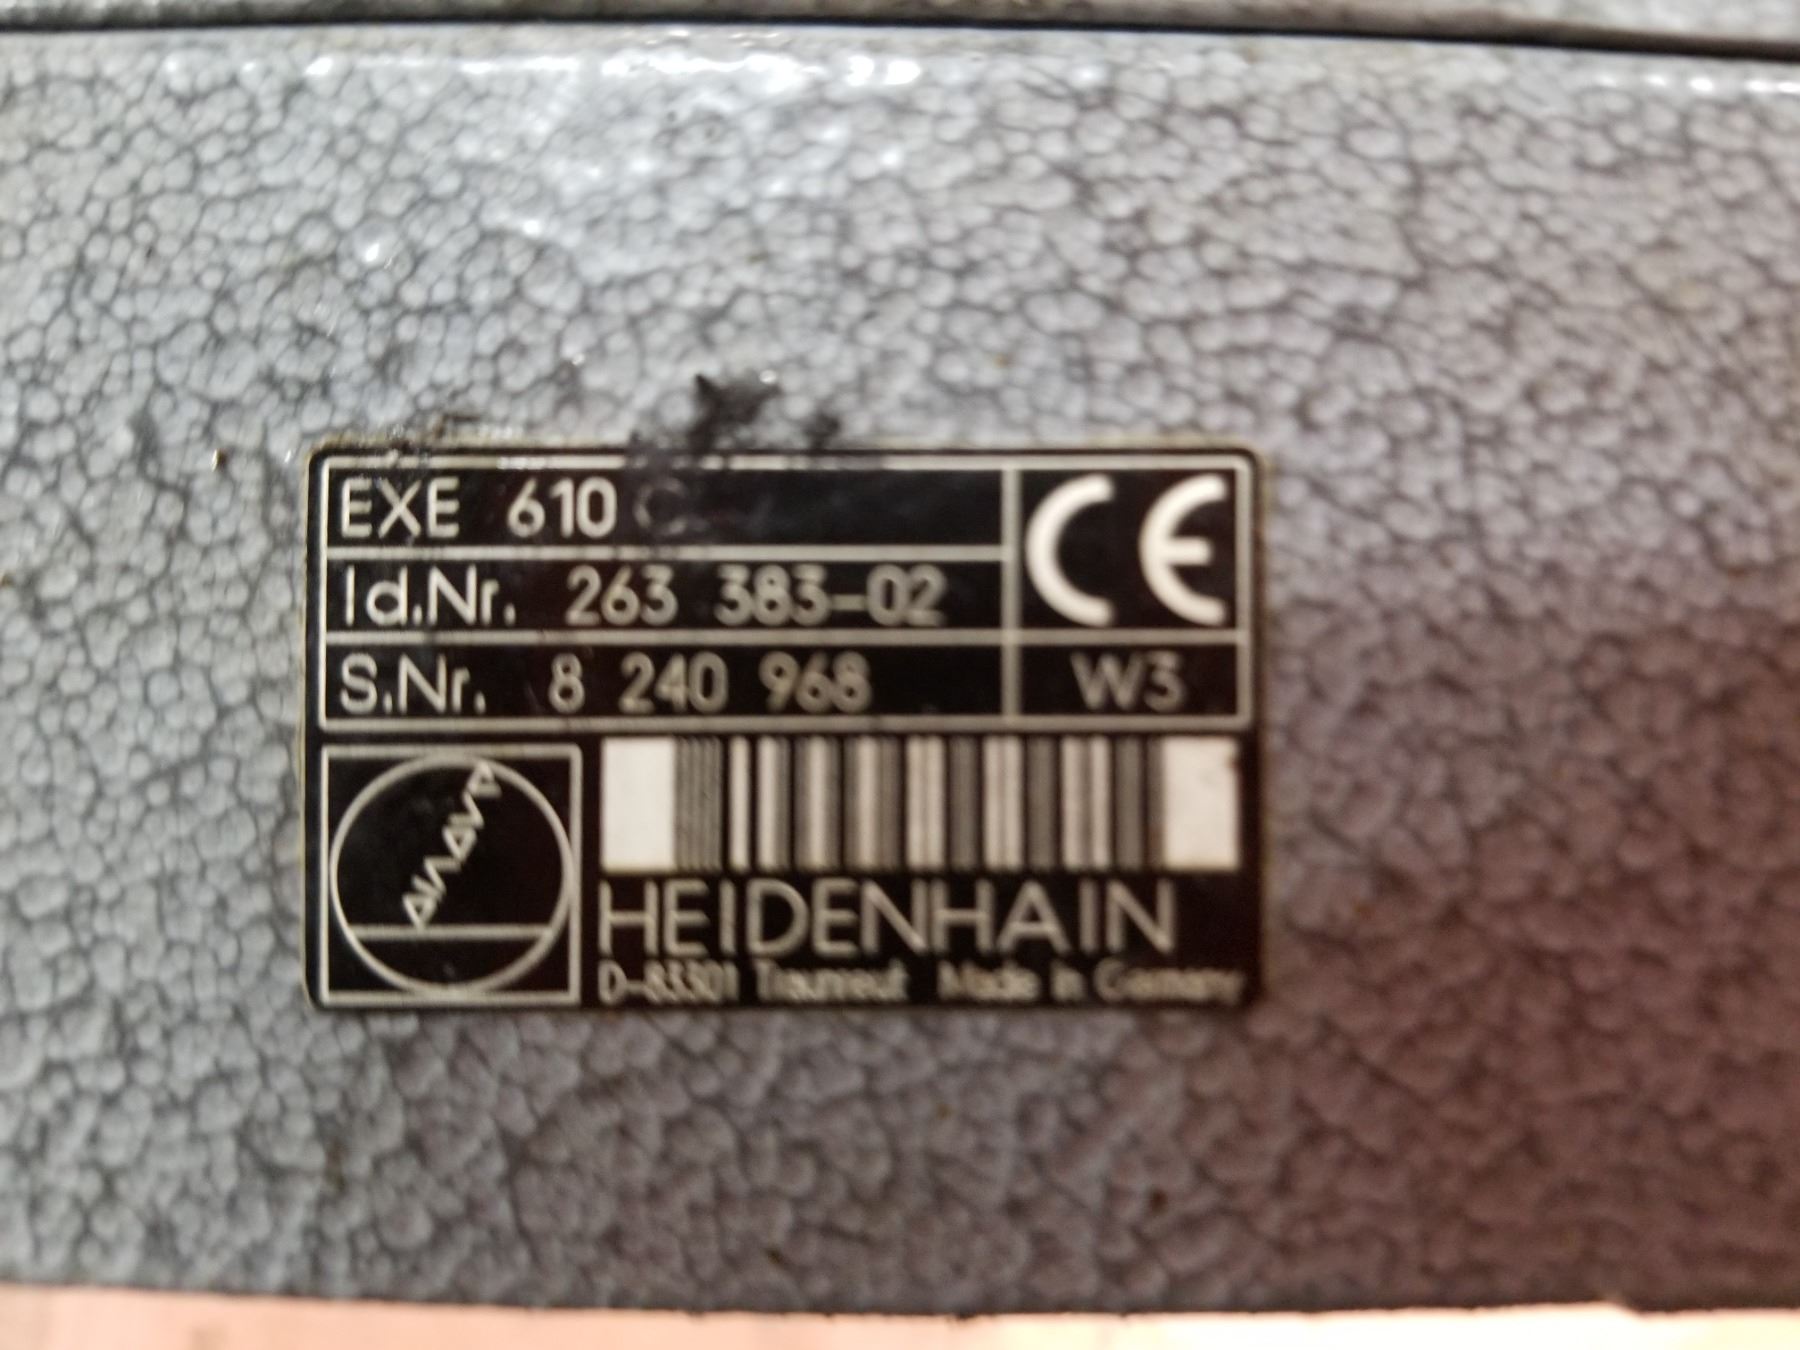 EXE 610 C
CE
Id.Nr. 263 383-02
S.Nr. 8 240 968
W3
HEIDENHAIN
D-83301 Traunreut Made in Germany